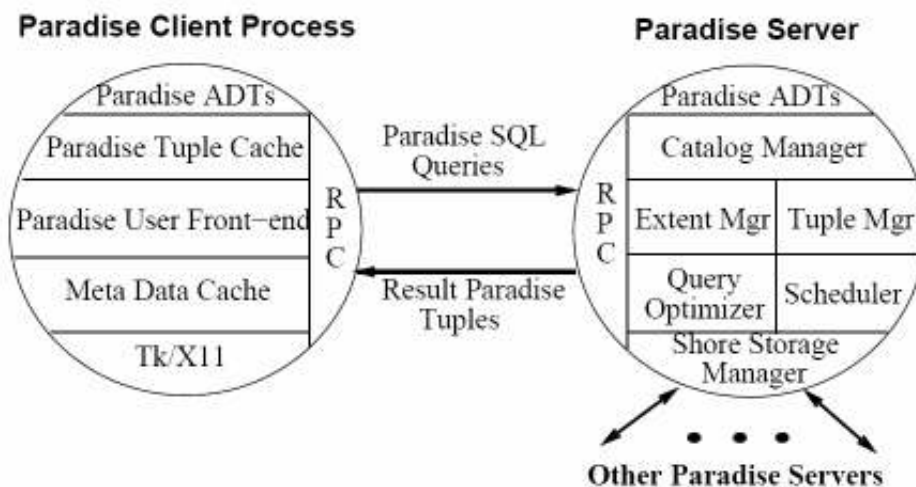 Paradise Client Process
Paradise Server
Paradise ADTs
Paradise Tuple Cache
Paradise User Front-end
Meta Data Cache
Tk/X11
R
P
C
Paradise SQL
Queries
Result Paradise
Tuples
R
P
C
Paradise ADTs
Catalog Manager
Extent Mgr
Tuple Mgr
Query
Optimizer
Scheduler
Shore Storage
Manager
Other Paradise Servers